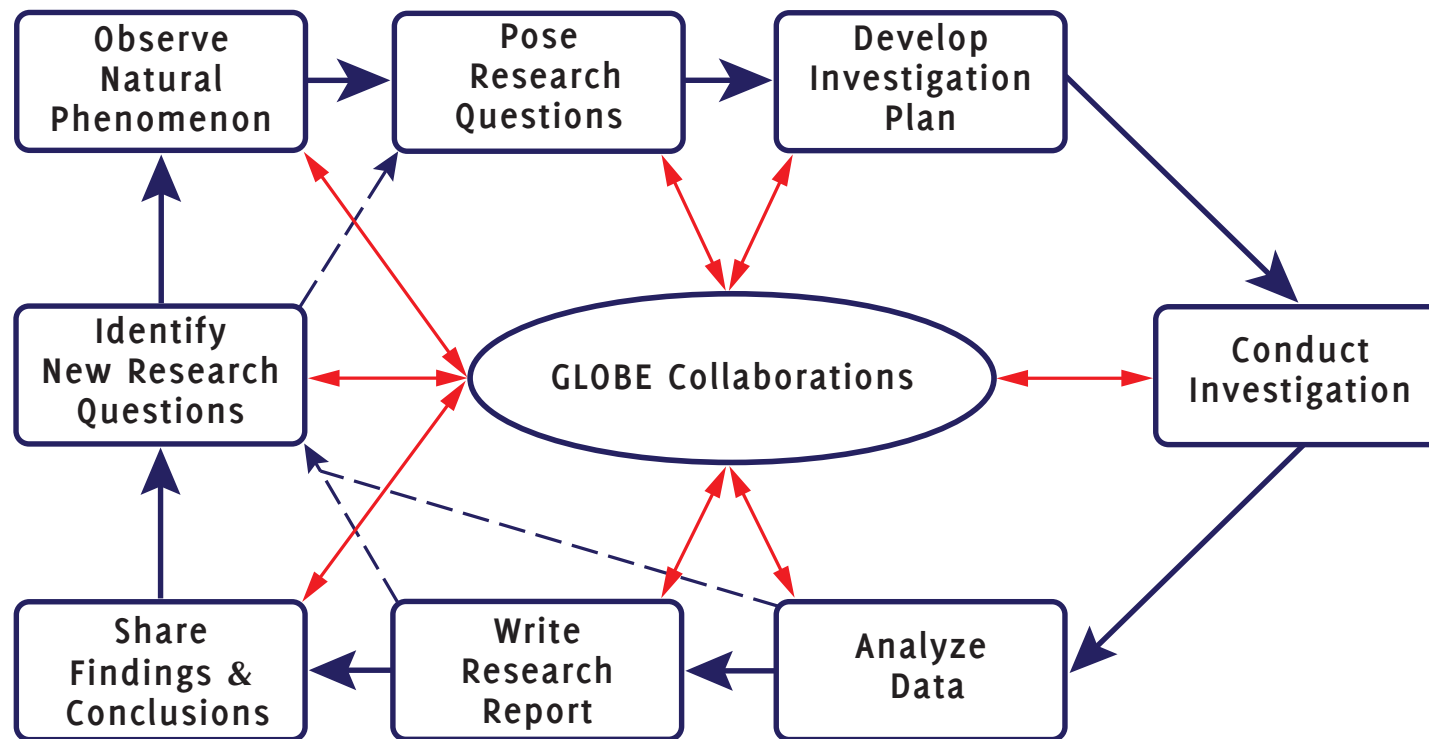 Observe
Natural
Phenomenon
Pose
Research
Questions
Develop
Investigation
Plan
Identify
New Research
Questions
GLOBE Collaborations
Conduct
Investigation
Share
Findings &
Conclusions
Write
Research
Report
Analyze
Data